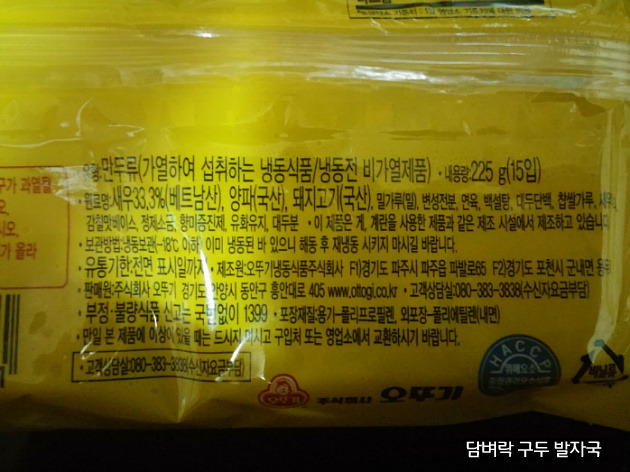 구가 과열될
가 올라
유형:만두류(가열하여 섭취하는 냉동식품/냉동전 비가열제품) •내용량:225 g(15입)
•원료명:새우33.3%(베트남산), 양파(국산), 돼지고기(국산), 밀가루(밀), 변성전분, 면육, 백설탕, 대두단백, 찹쌀가루,
감칠맛베이스, 정제소금, 향미증진제, 유화유지, 대두분 •이 제품은 게, 계란을 사용한 제품과 같은 제조 시설에서 제조하고 있습니다
•보관방법:냉동보관-18℃ 이하 이미 냉동된 바 있으니 해동 후 재냉동 시키지 마시길 바랍니다.
•유통기한:전면 표시일까지 •제조원:오뚜기냉동식품주식회사 F1)경기도 파주시 파주읍 파발로65 F2)경기도 포천시 군내면
•판매원:주식회사 오뚜기 경기도 안양시 동안구 흥안대로 405 www.ottogi.co.kr •고객상담실:080-383-3838(수신자요금부담)
•부정·불량식품 신고는 국번없이 1399 •포장재질:용기-폴리프로필렌, 외포장-폴리에틸렌(내면)
•만일 본 제품에 이상이 있을 때는 드시지 마시고 구입처 또는 영업소에서 교환하시기 바랍니다.
•고객상담실:080-383-3838(수신자요금부담)
오뚜기 주식회사 오뚜기
HACCP
비닐류
담벼락 구두 발자국